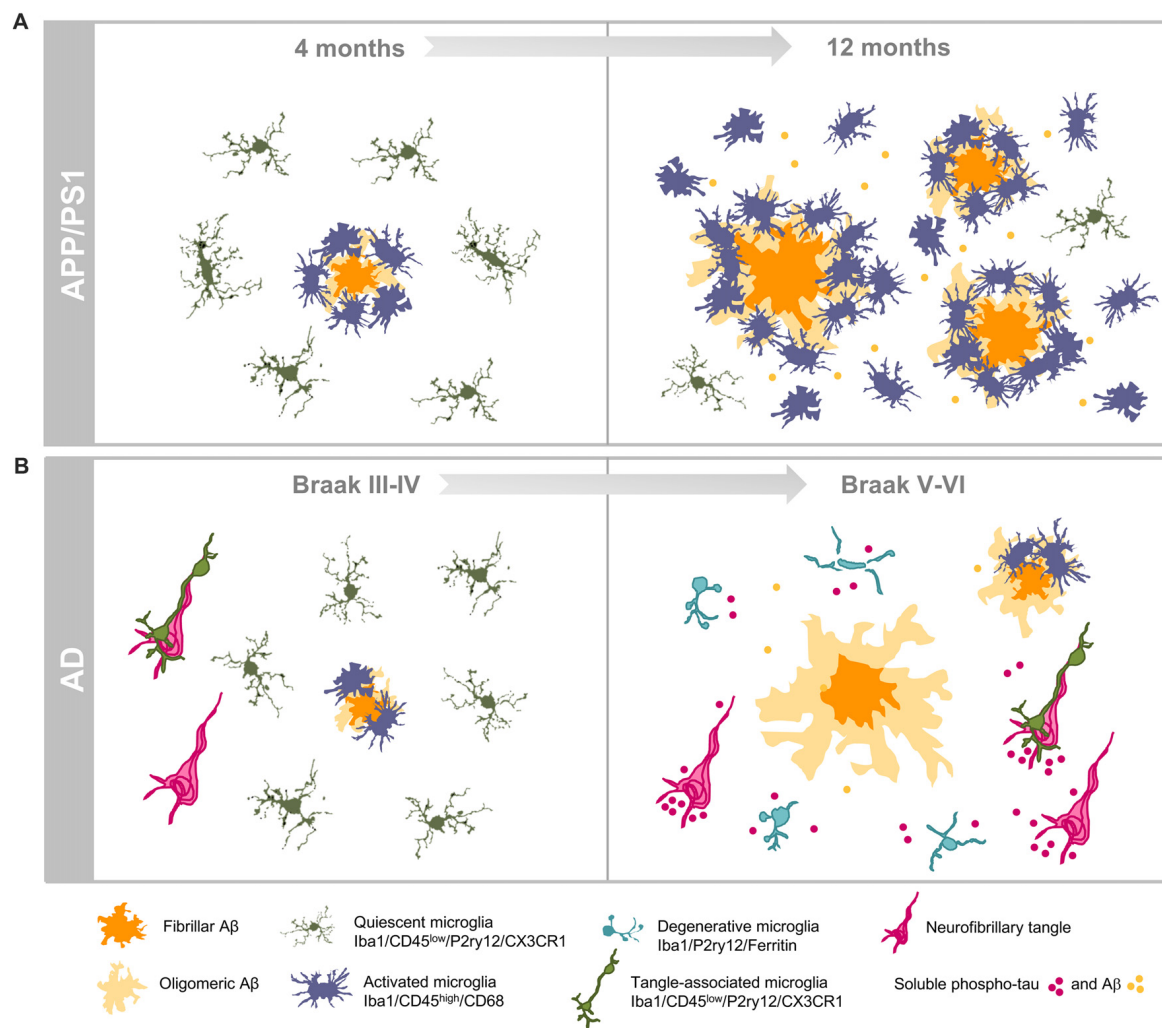 A
4 months
12 months
APP/PS1
B
Braak III-IV
Braak V-VI
AD
Fibrillar Aβ
Quiescent microglia
Iba1/CD45low/P2ry12/CX3CR1
Degenerative microglia
Iba1/P2ry12/Ferritin
Neurofibrillary tangle
Oligomeric Aβ
Activated microglia
Iba1/CD45high/CD68
Tangle-associated microglia
Iba1/CD45low/P2ry12/CX3CR1
Soluble phospho-tau and Aβ